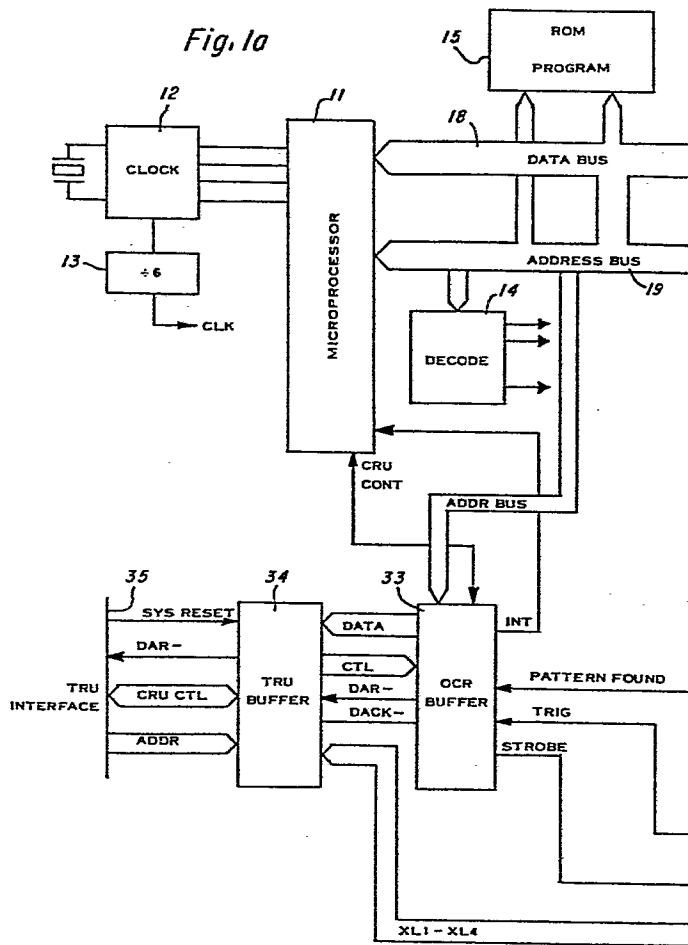 Fig. 1a
15
ROM
PROGRAM
12
11
18
CLOCK
DATA BUS
13
÷6
ADDRESS BUS
19
CLK
MICROPROCESSOR
14
DECODE
CRU
CONT
ADDR BUS
35
34
33
SYS RESET
DATA
INT
DAR-
CTL
TRU
INTERFACE
CRU CTL
TRU
BUFFER
DAR-
OCR
BUFFER
PATTERN FOUND
DACK-
TRIG
ADDR
STROBE
XL1-XL4